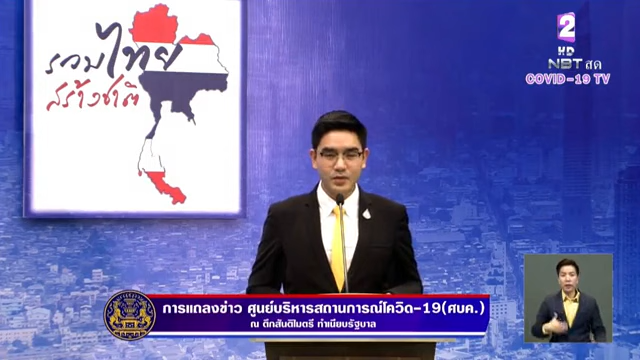 รวมไทย
สร้างชาติ
2
HD
NBT สด
COVID-19 TV
การแถลงข่าว ศูนย์บริหารสถานการณ์โควิด-19(ศบค.)
ณ ตึกสันติไมตรี ทำเนียบรัฐบาล